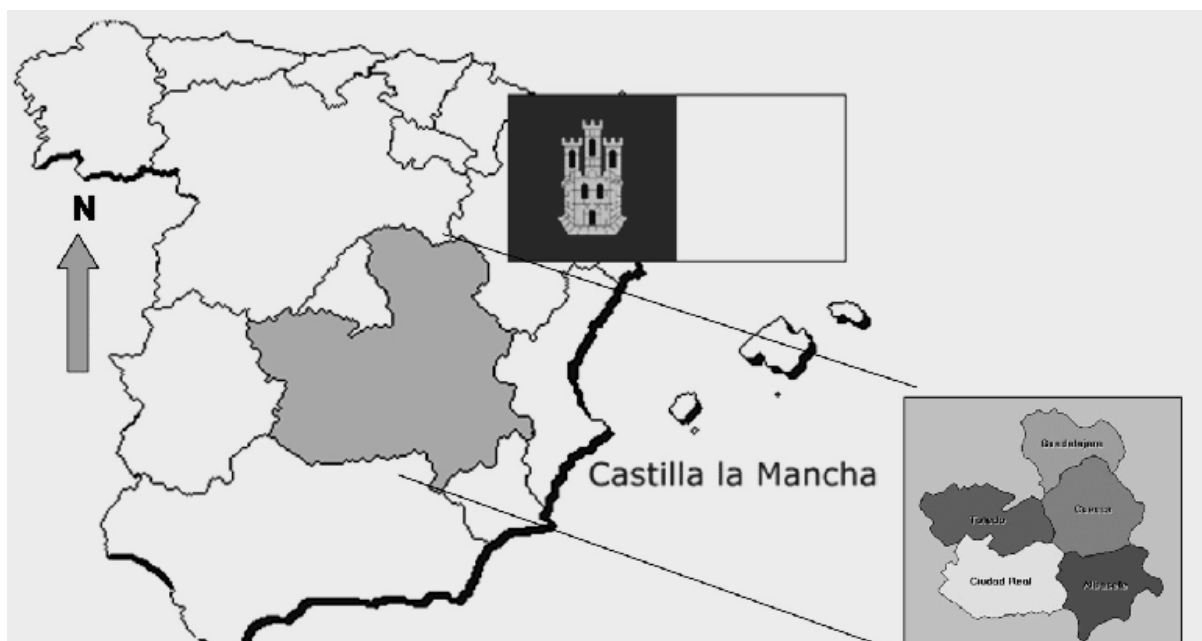 N
Castilla la Mancha
Guadalajara
Cuenca
Toledo
Ciudad Real
Albacete